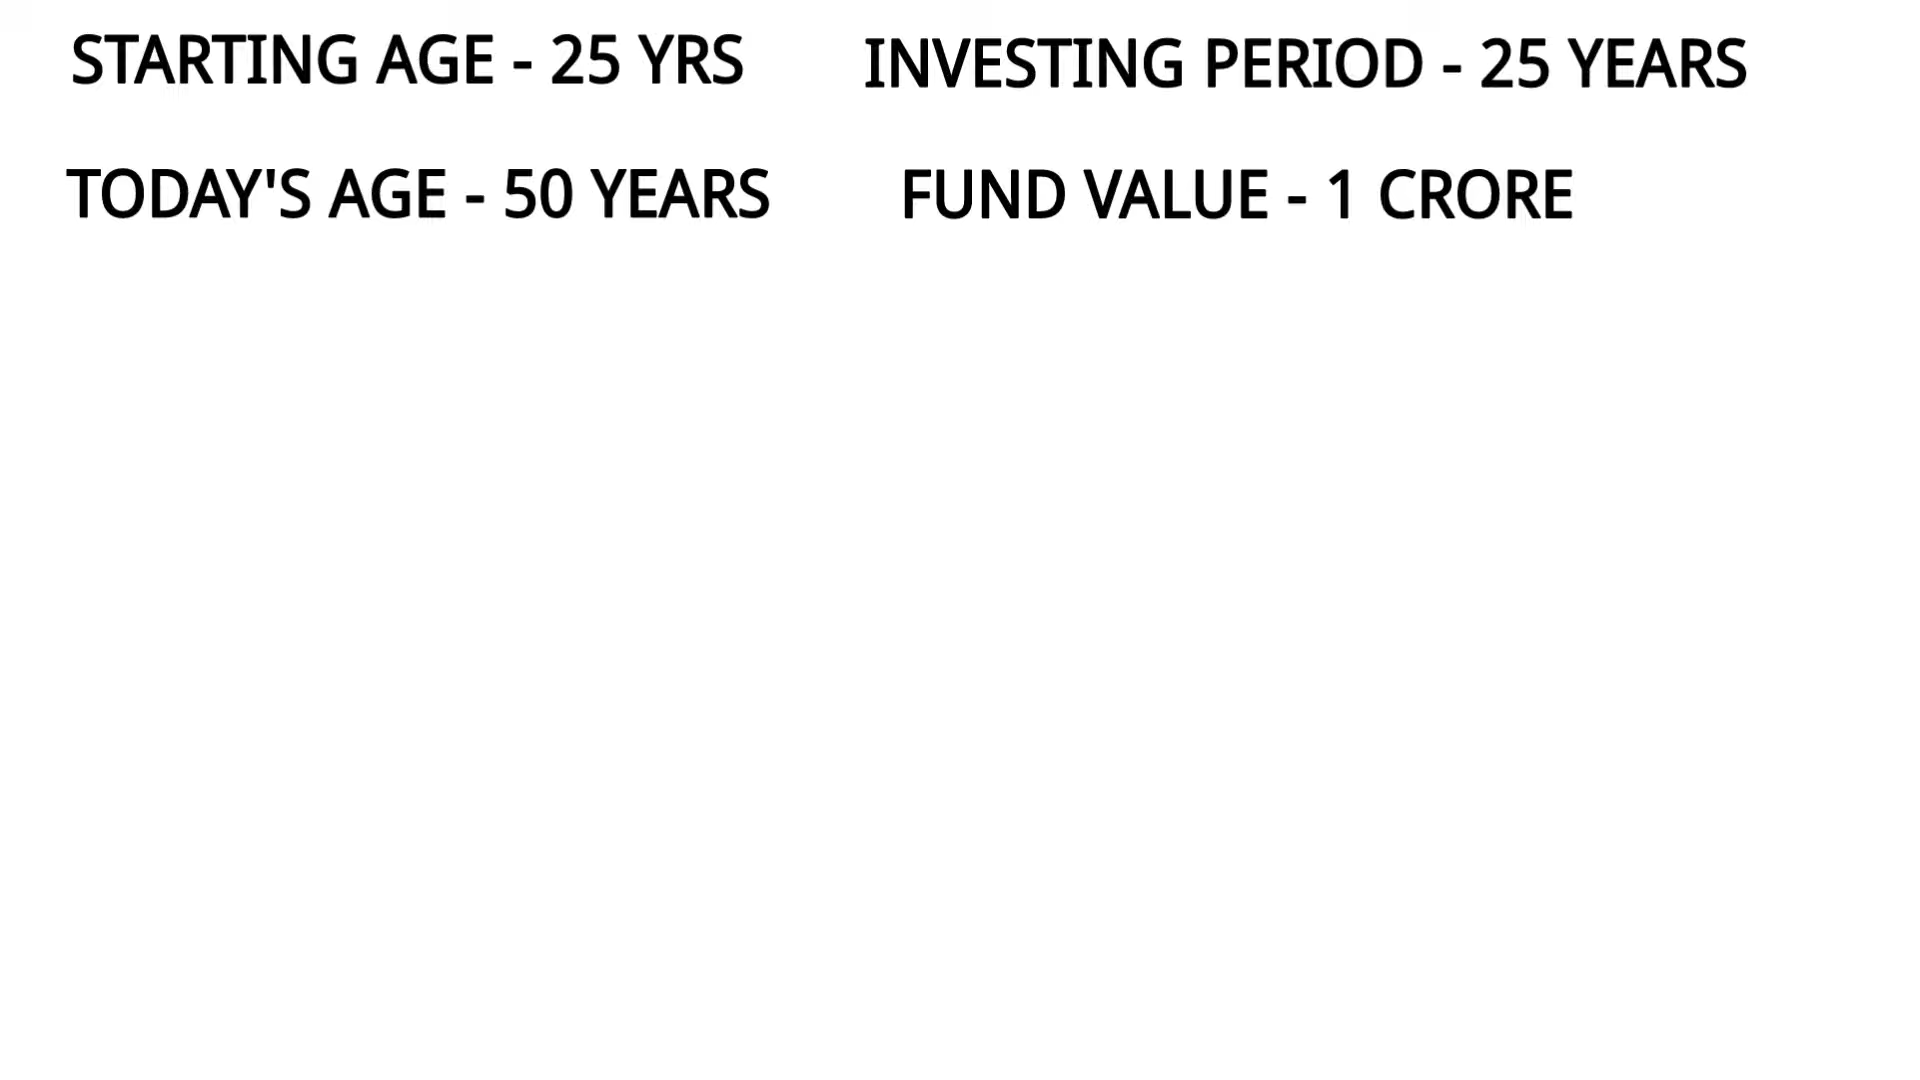 STARTING AGE - 25 YRS
INVESTING PERIOD - 25 YEARS
TODAY'S AGE - 50 YEARS
FUND VALUE - 1 CRORE